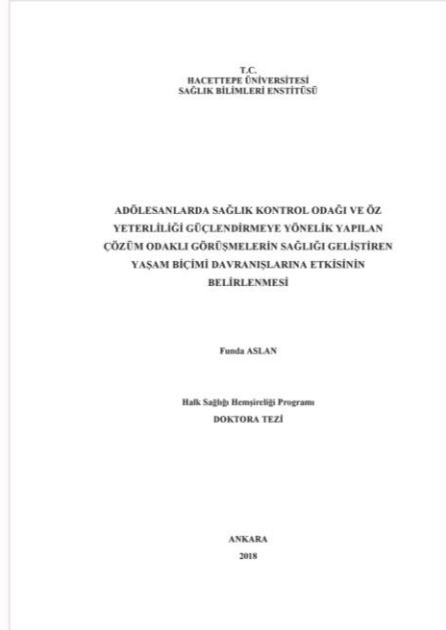 T.C.
HACETTEPE ÜNİVERSİTESİ
SAĞLIK BİLİMLERİ ENSTİTÜSÜ
ADÖLESANLARDA SAĞLIK KONTROL ODAĞI VE ÖZ
YETERLİLİĞİ GÜÇLENDİRMEYE YÖNELİK YAPILAN
ÇÖZÜM ODAKLI GÖRÜŞMELERİN SAĞLIĞI GELİŞTİREN
YAŞAM BİÇİMİ DAVRANIŞLARINA ETKİSİNİN
BELİRLENMESİ
Funda ASLAN
Halk Sağlığı Hemşireliği Programı
DOKTORA TEZİ
ANKARA
2018